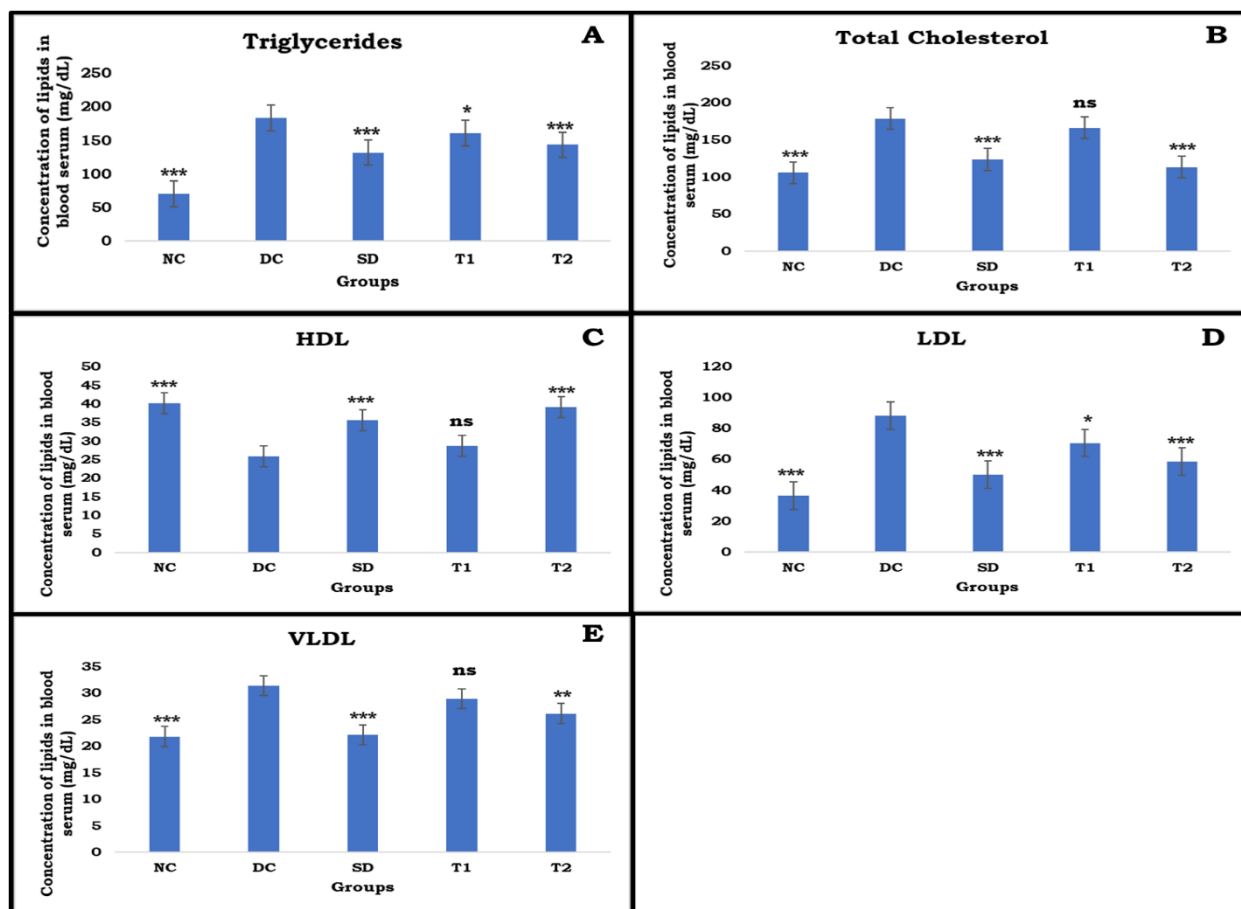 Triglycerides
A
Concentration of lipids in
blood serum (mg/dL)
250
200
150
100
50
0
***
***
*
***
NC DC SD T1 T2
Groups
Total Cholesterol
B
Concentration of lipids in blood
serum (mg/dL)
250
200
150
100
50
0
***
***
ns
***
NC DC SD T1 T2
Groups
HDL
C
Concentration of lipids in blood
serum (mg/dL)
50
45
40
35
30
25
20
15
10
5
0
***
***
ns
***
NC DC SD T1 T2
Groups
LDL
D
Concentration of lipids in blood
serum (mg/dL)
120
100
80
60
40
20
0
***
***
*
***
NC DC SD T1 T2
Groups
VLDL
E
Concentration of lipids in blood
serum (mg/dL)
35
30
25
20
15
10
5
0
***
***
ns
**
NC DC SD T1 T2
Groups